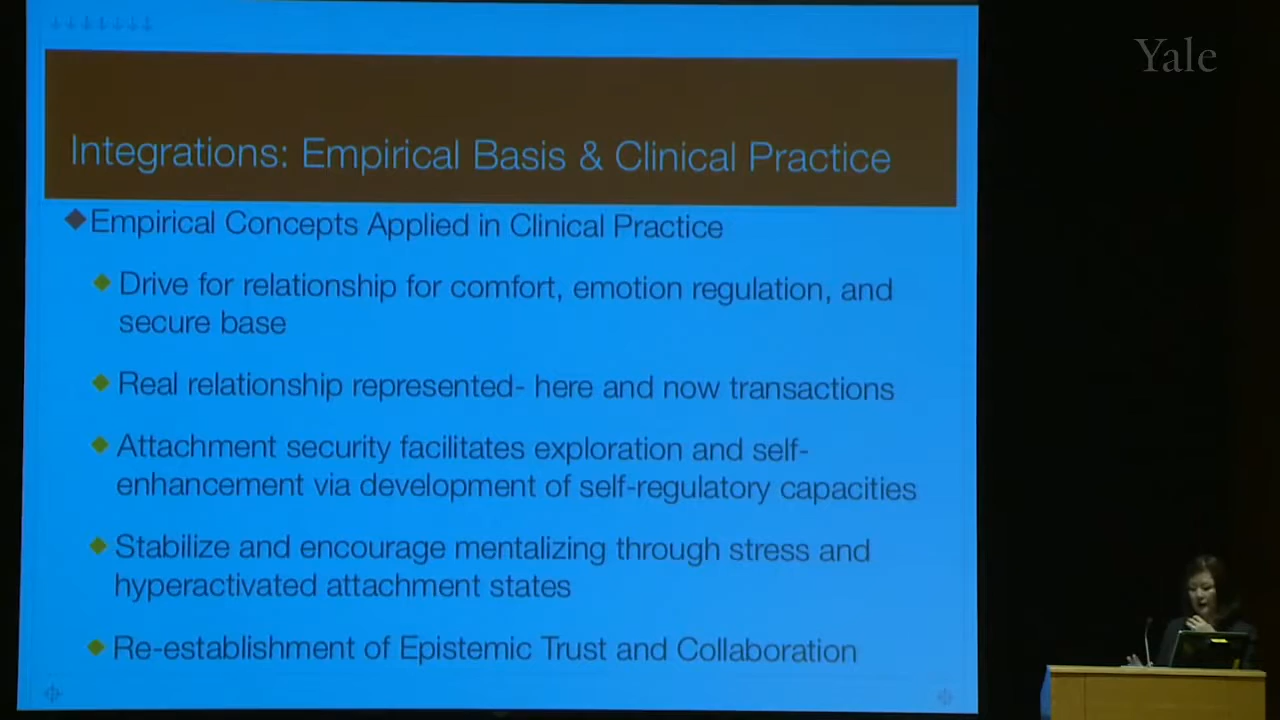 Yale
Integrations: Empirical Basis & Clinical Practice
Empirical Concepts Applied in Clinical Practice
Drive for relationship for comfort, emotion regulation, and
secure base
Real relationship represented- here and now transactions
Attachment security facilitates exploration and self-
enhancement via development of self-regulatory capacities
Stabilize and encourage mentalizing through stress and
hyperactivated attachment states
Re-establishment of Epistemic Trust and Collaboration